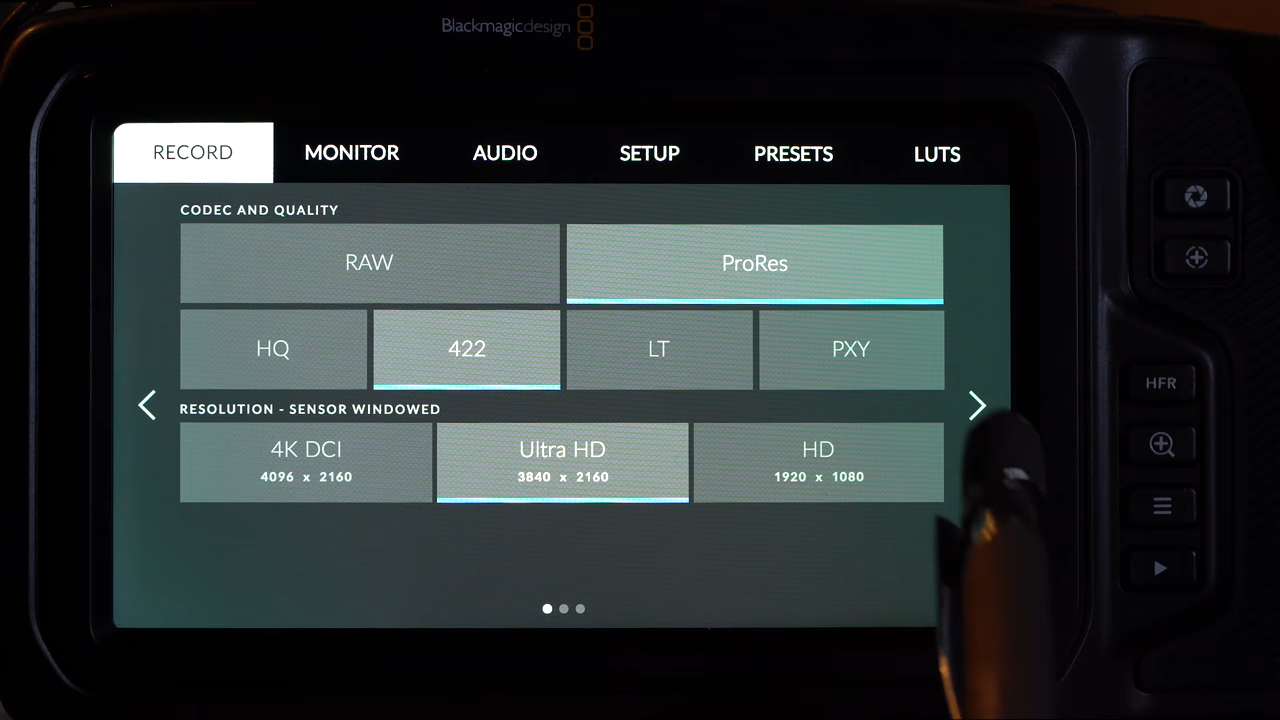 Blackmagicdesign
RECORD MONITOR AUDIO SETUP PRESETS LUTS
CODEC AND QUALITY
RAW ProRes
HQ 422 LT PXY
RESOLUTION - SENSOR WINDOWED
4K DCI Ultra HD HD
4096 x 2160 3840 x 2160 1920 x 1080
HFR